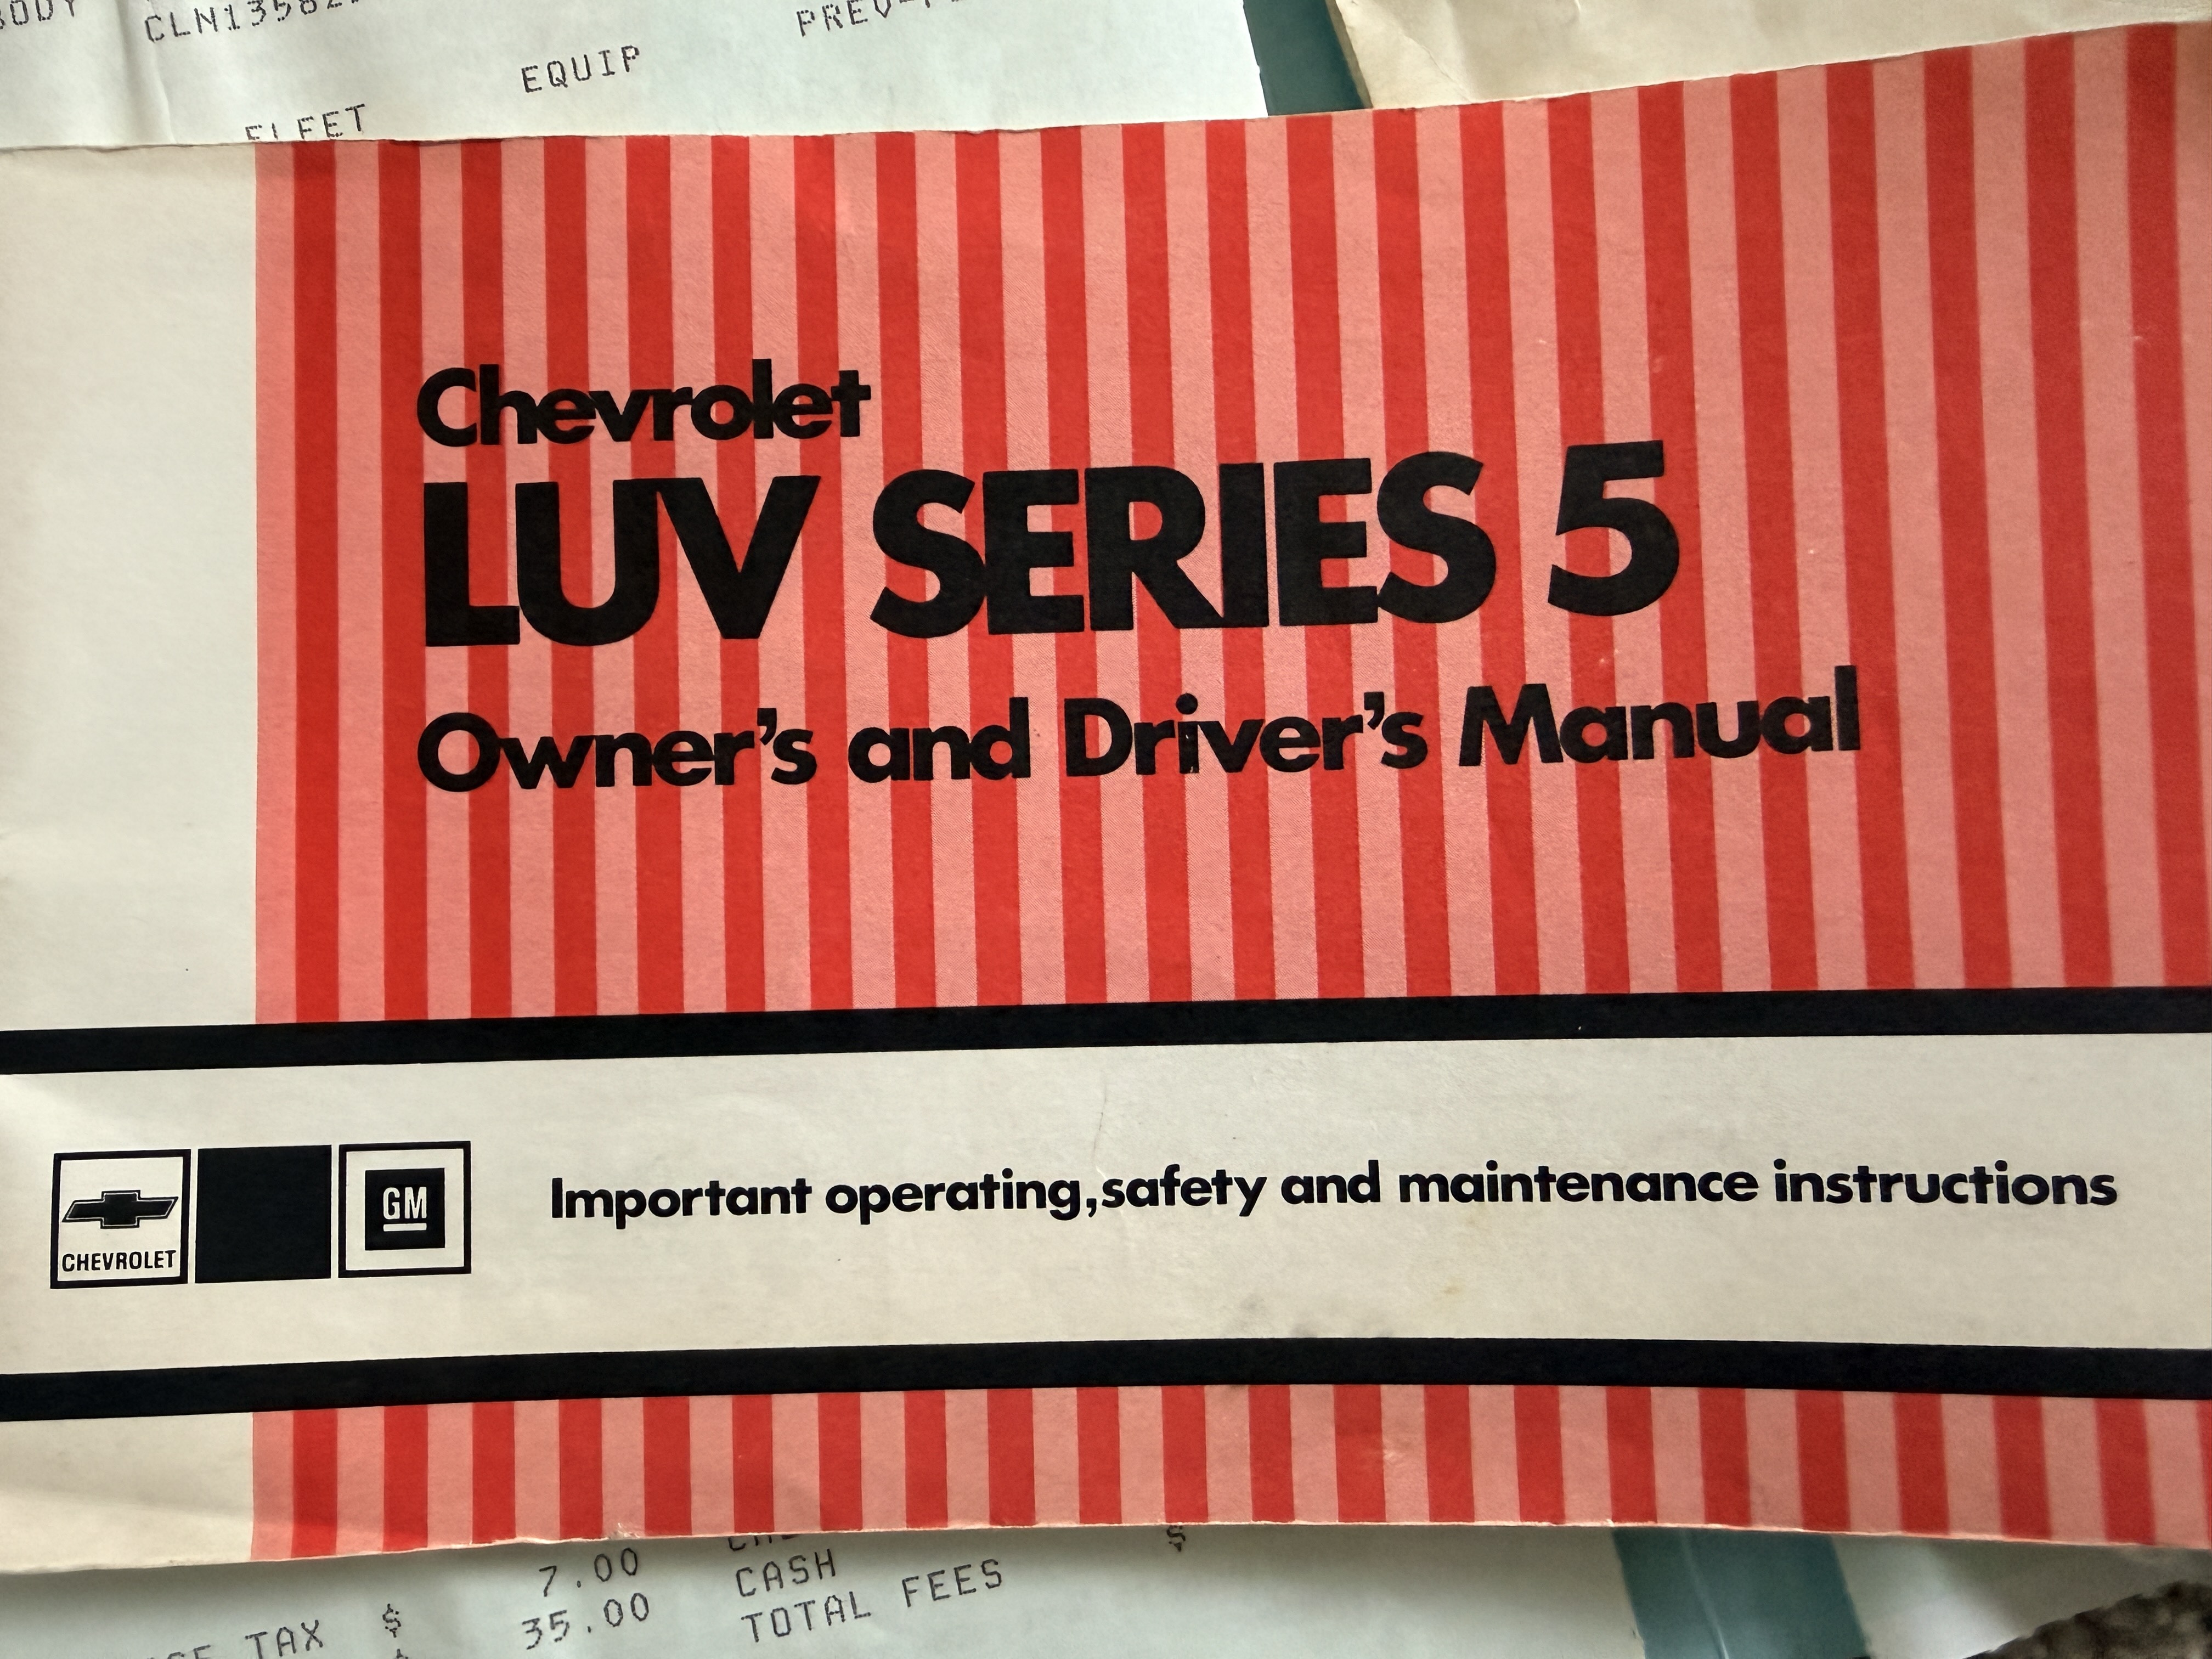 EQUIP
FLEET
Chevrolet
LUV SERIES 5
Owner's and Driver's Manual
CHEVROLET
GM
Important operating,safety and maintenance instructions
7.00
CASH
TAX $ 35.00 TOTAL FEES
$